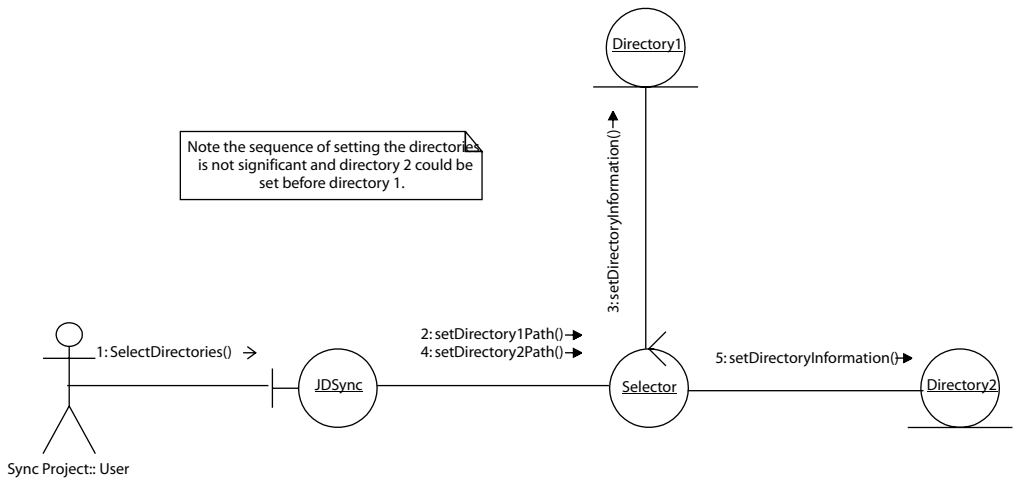 Directory1
Note the sequence of setting the directories
is not significant and directory 2 could be
set before directory 1.
3: setDirectoryInformation()
1: SelectDirectories()
2: setDirectory1Path()
4: setDirectory2Path()
5: setDirectoryInformation()
JDSync
Selector
Directory2
Sync Project:: User